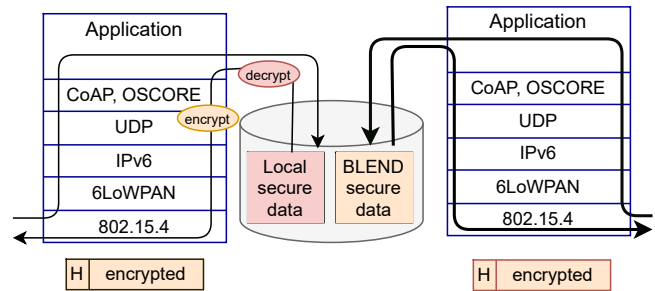 Application
CoAP, OSCORE
UDP
IPv6
6LoWPAN
802.15.4
H encrypted
decrypt
encrypt
Local
secure
data
BLEND
secure
data
Application
CoAP, OSCORE
UDP
IPv6
6LoWPAN
802.15.4
H encrypted